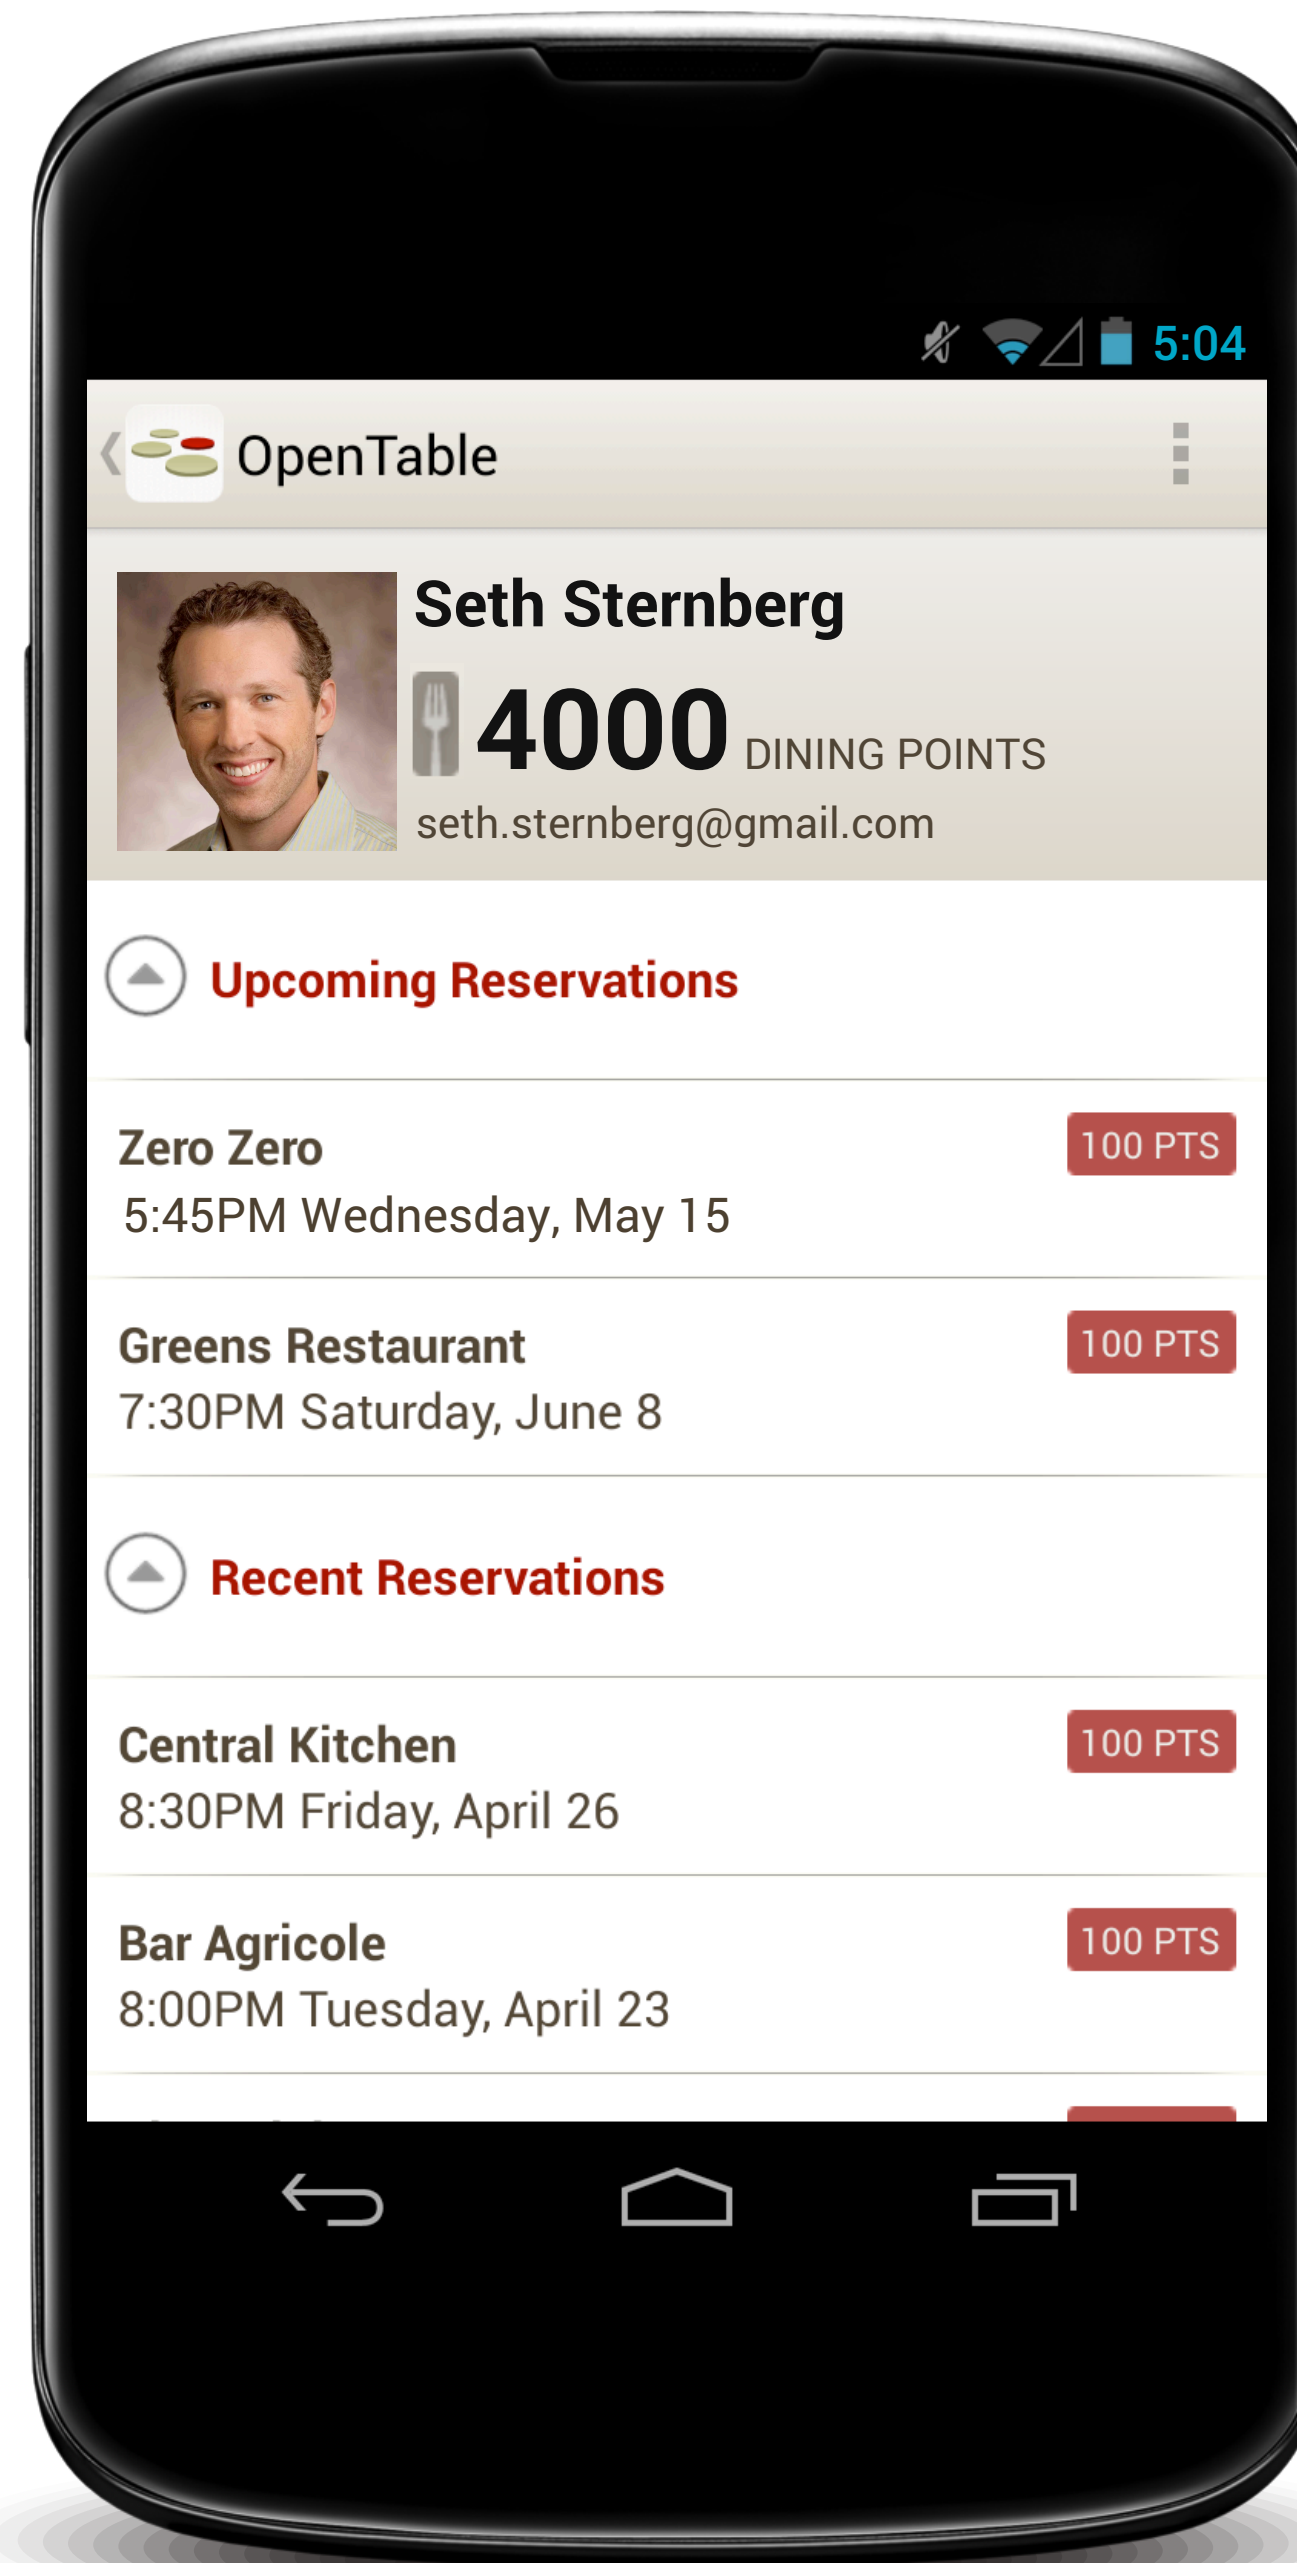 5:04
OpenTable
Seth Sternberg
4000 DINING POINTS
seth.sternberg@gmail.com
Upcoming Reservations
Zero Zero
100 PTS
5:45PM Wednesday, May 15
Greens Restaurant
100 PTS
7:30PM Saturday, June 8
Recent Reservations
Central Kitchen
100 PTS
8:30PM Friday, April 26
Bar Agricole
100 PTS
8:00PM Tuesday, April 23